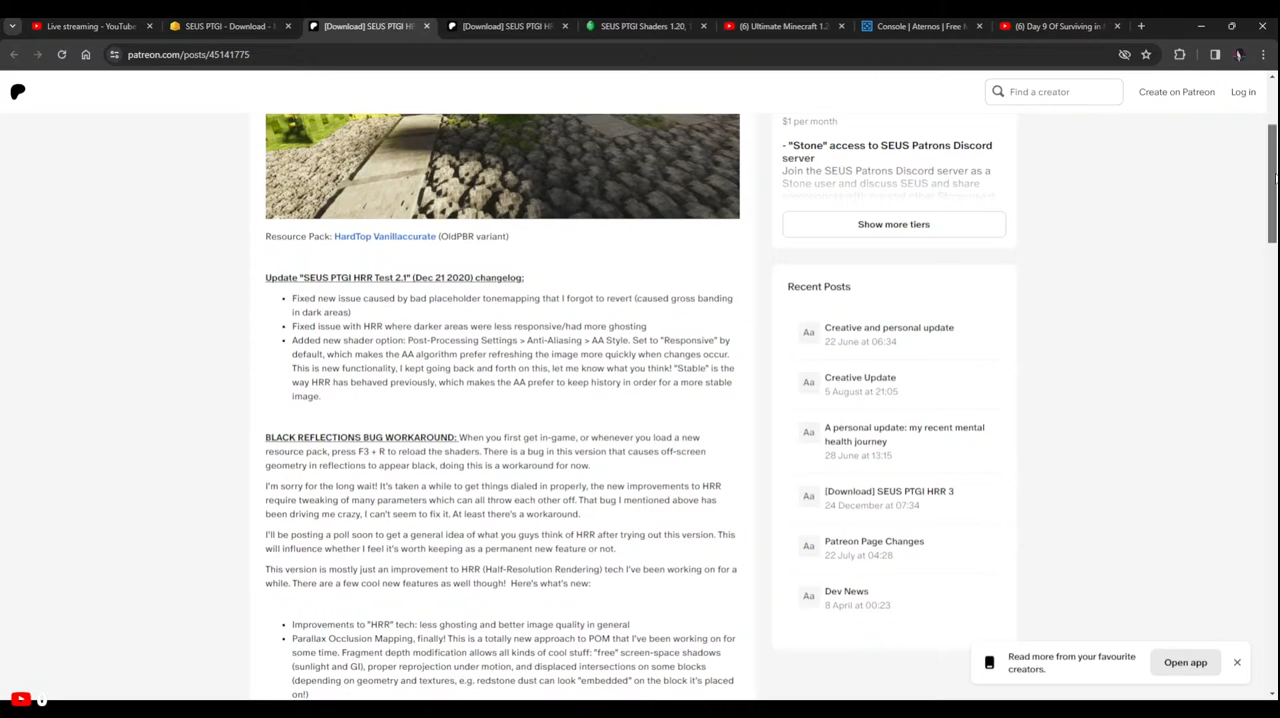 Live streaming - YouTube
SEUS PTGI - Download -
[Download] SEUS PTGI HR
[Download] SEUS PTGI HR
SEUS PTGI Shaders 1.20, 1
(6) Ultimate Minecraft 1.2
Console | Aternos | Free M
(6) Day 9 Of Surviving in
patreon.com/posts/45141775
Find a creator
Create on Patreon
Log in
$1 per month
- "Stone" access to SEUS Patrons Discord
server
Join the SEUS Patrons Discord server as a
Stone user and discuss SEUS and share
Show more tiers
Resource Pack: HardTop Vanillaccurate (OldPBR variant)
Update "SEUS PTGI HRR Test 2.1" (Dec 21 2020) changelog:
• Fixed new issue caused by bad placeholder tonemapping that I forgot to revert (caused gross banding
in dark areas)
• Fixed issue with HRR where darker areas were less responsive/had more ghosting
• Added new shader option: Post-Processing Settings > Anti-Aliasing > AA Style. Set to "Responsive" by
default, which makes the AA algorithm prefer refreshing the image more quickly when changes occur.
This is new functionality, I kept going back and forth on this, let me know what you think! "Stable" is the
way HRR has behaved previously, which makes the AA prefer to keep history in order for a more stable
image.
BLACK REFLECTIONS BUG WORKAROUND: When you first get in-game, or whenever you load a new
resource pack, press F3 + R to reload the shaders. There is a bug in this version that causes off-screen
geometry in reflections to appear black, doing this is a workaround for now.
I'm sorry for the long wait! It's taken a while to get things dialed in properly, the new improvements to HRR
require tweaking of many parameters which can all throw each other off. That bug I mentioned above has
been driving me crazy, I can't seem to fix it. At least there's a workaround.
I'll be posting a poll soon to get a general idea of what you guys think of HRR after trying out this version. This
will influence whether I feel it's worth keeping as a permanent new feature or not.
This version is mostly just an improvement to HRR (Half-Resolution Rendering) tech I've been working on for a
while. There are a few cool new features as well though! Here's what's new:
• Improvements to "HRR" tech: less ghosting and better image quality in general
• Parallax Occlusion Mapping, finally! This is a totally new approach to POM that I've been working on for
some time. Fragment depth modification allows all kinds of cool stuff: "free" screen-space shadows
(sunlight and GI), proper reprojection under motion, and displaced intersections on some blocks
(depending on geometry and textures, e.g. redstone dust can look "embedded" on the block it's placed
on!)
Recent Posts
Aa
Creative and personal update
22 June at 06:34
Aa
Creative Update
5 August at 21:05
Aa
A personal update: my recent mental
health journey
28 June at 13:15
Aa
[Download] SEUS PTGI HRR 3
24 December at 07:34
Aa
Patreon Page Changes
22 July at 04:28
Aa
Dev News
8 April at 00:23
Read more from your favourite
creators.
Open app